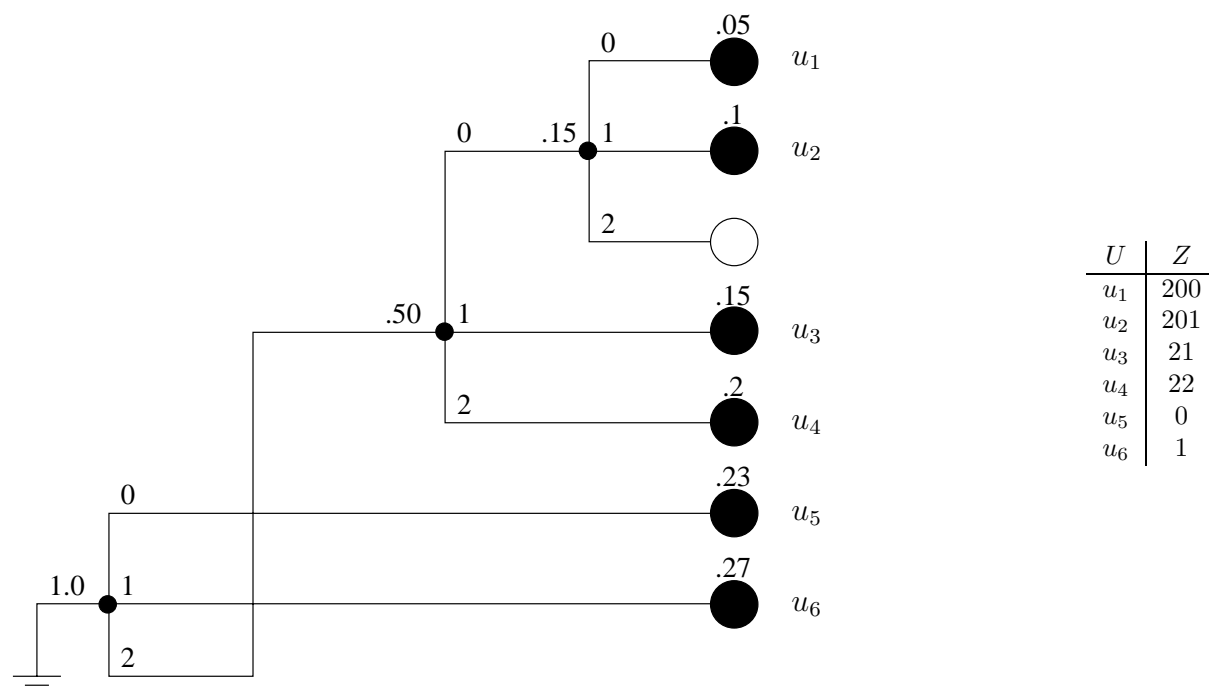 .05
0 u₁
.1
0 .15 1 u₂
2
U Z
.15
u₁ 200
.50 1 u₃
u₂ 201
u₃ 21
.2
u₄ 22
2 u₄
u₅ 0
u₆ 1
.23
0 u₅
.27
1.0 1 u₆
2